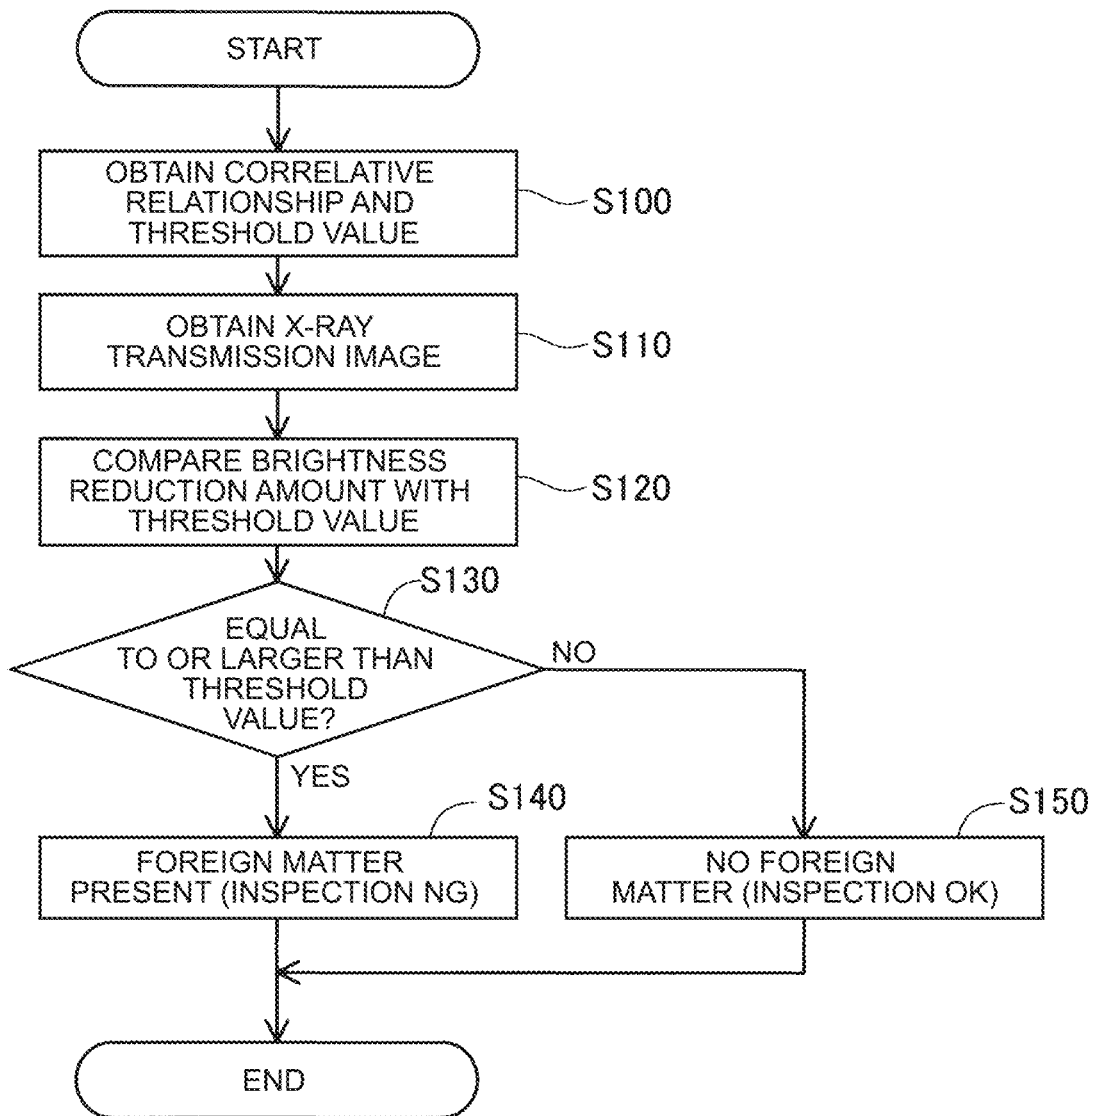 START
OBTAIN CORRELATIVE
RELATIONSHIP AND
THRESHOLD VALUE
S100
OBTAIN X-RAY
TRANSMISSION IMAGE
S110
COMPARE BRIGHTNESS
REDUCTION AMOUNT WITH
THRESHOLD VALUE
S120
S130
EQUAL
TO OR LARGER THAN
THRESHOLD
VALUE?
NO
YES
S140
FOREIGN MATTER
PRESENT (INSPECTION NG)
S150
NO FOREIGN
MATTER (INSPECTION OK)
END